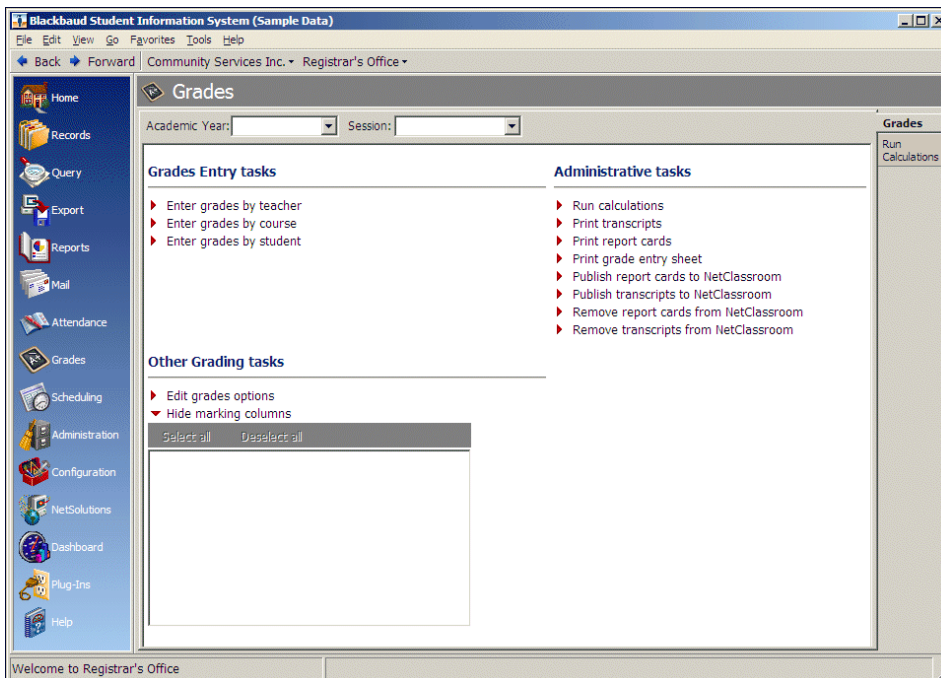 Blackbaud Student Information System (Sample Data)
File Edit View Go Favorites Tools Help
Back Forward Community Services Inc. Registrar's Office
Home
Records
Query
Export
Reports
Mail
Attendance
Grades
Scheduling
Administration
Configuration
NetSolutions
Dashboard
Plug-Ins
Help
Grades
Academic Year: Session:
Grades Entry tasks
Enter grades by teacher
Enter grades by course
Enter grades by student
Administrative tasks
Run calculations
Print transcripts
Print report cards
Print grade entry sheet
Publish report cards to NetClassroom
Publish transcripts to NetClassroom
Remove report cards from NetClassroom
Remove transcripts from NetClassroom
Other Grading tasks
Edit grades options
Hide marking columns
Select all Deselect all
Grades
Run
Calculations
Welcome to Registrar's Office